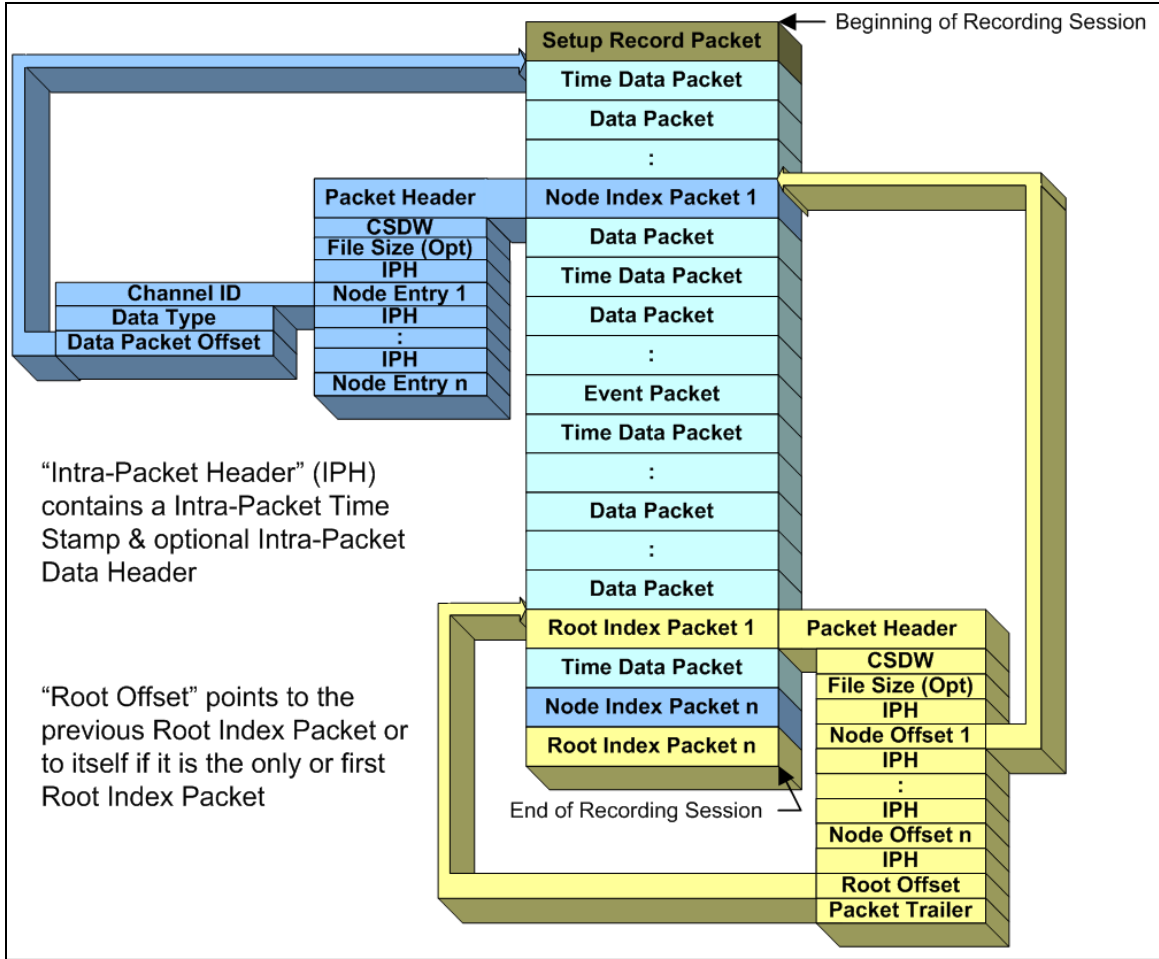 Beginning of Recording Session
Setup Record Packet
Time Data Packet
Data Packet
:
Node Index Packet 1
Data Packet
Time Data Packet
Data Packet
:
Event Packet
Time Data Packet
:
Data Packet
:
Data Packet
Root Index Packet 1
Time Data Packet
Node Index Packet n
Root Index Packet n
End of Recording Session
Packet Header
CSDW
File Size (Opt)
IPH
Node Entry 1
IPH
:
IPH
Node Entry n
Channel ID
Data Type
Data Packet Offset
“Intra-Packet Header” (IPH)
contains a Intra-Packet Time
Stamp & optional Intra-Packet
Data Header
“Root Offset” points to the
previous Root Index Packet or
to itself if it is the only or first
Root Index Packet
Packet Header
CSDW
File Size (Opt)
IPH
Node Offset 1
IPH
:
IPH
Node Offset n
IPH
Root Offset
Packet Trailer